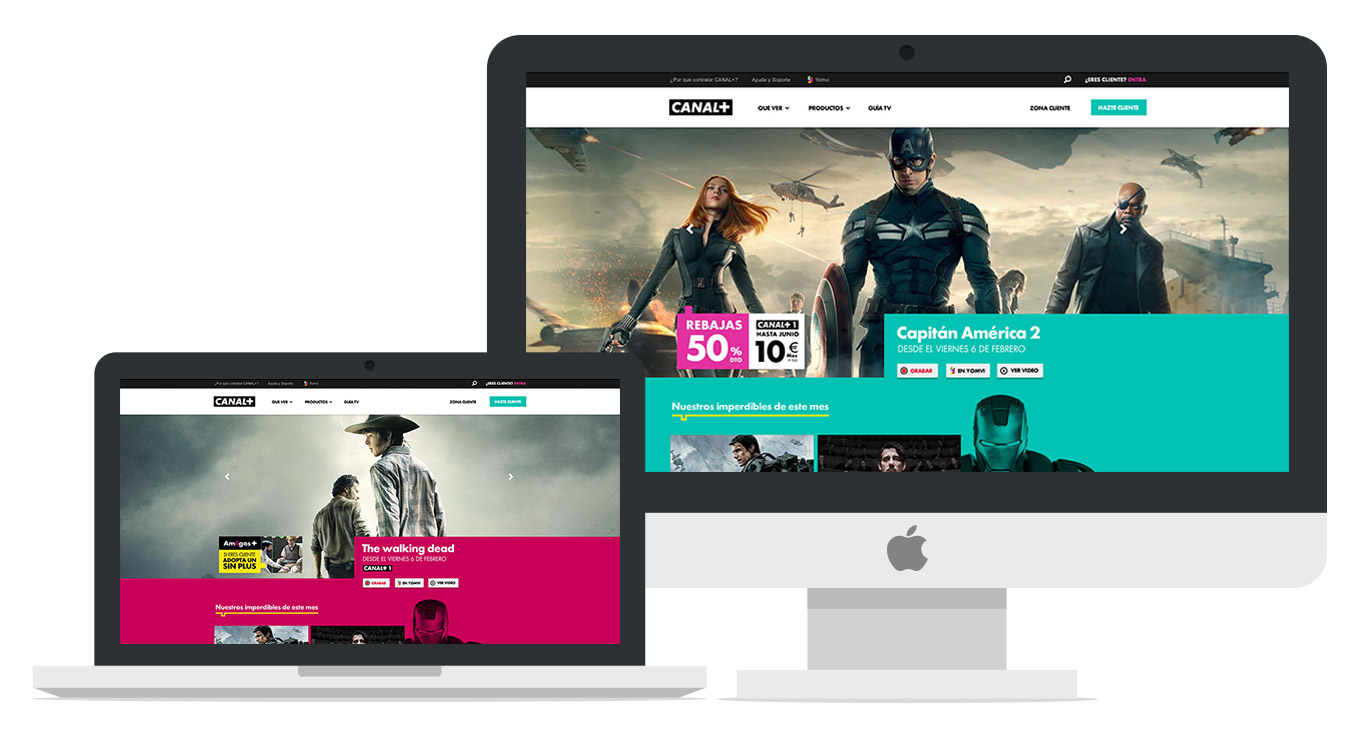 ¿Por qué contratar CANAL+? Ayuda y Soporte Yomvi ¿ERES CLIENTE? ENTRA
CANAL+ QUE VER PRODUCTOS GUÍA TV ZONA CLIENTE HAZTE CLIENTE
A
REBAJAS
50%
DTO
CANAL+ 1
HASTA JUNIO
10€
Mes
Capitán América 2
DESDE EL VIERNES 6 DE FEBRERO
GRABAR EN YOMVI VER VIDEO
Nuestros imperdibles de este mes
¿Por qué contratar CANAL+? Ayuda y Soporte Yomvi ¿ERES CLIENTE? ENTRA
CANAL+ QUE VER PRODUCTOS GUÍA TV ZONA CLIENTE HAZTE CLIENTE
Amigos+
SI ERES CLIENTE
ADOPTA UN
SIN PLUS
The walking dead
DESDE EL VIERNES 6 DE FEBRERO
CANAL+ 1
GRABAR EN YOMVI VER VIDEO
Nuestros imperdibles de este mes